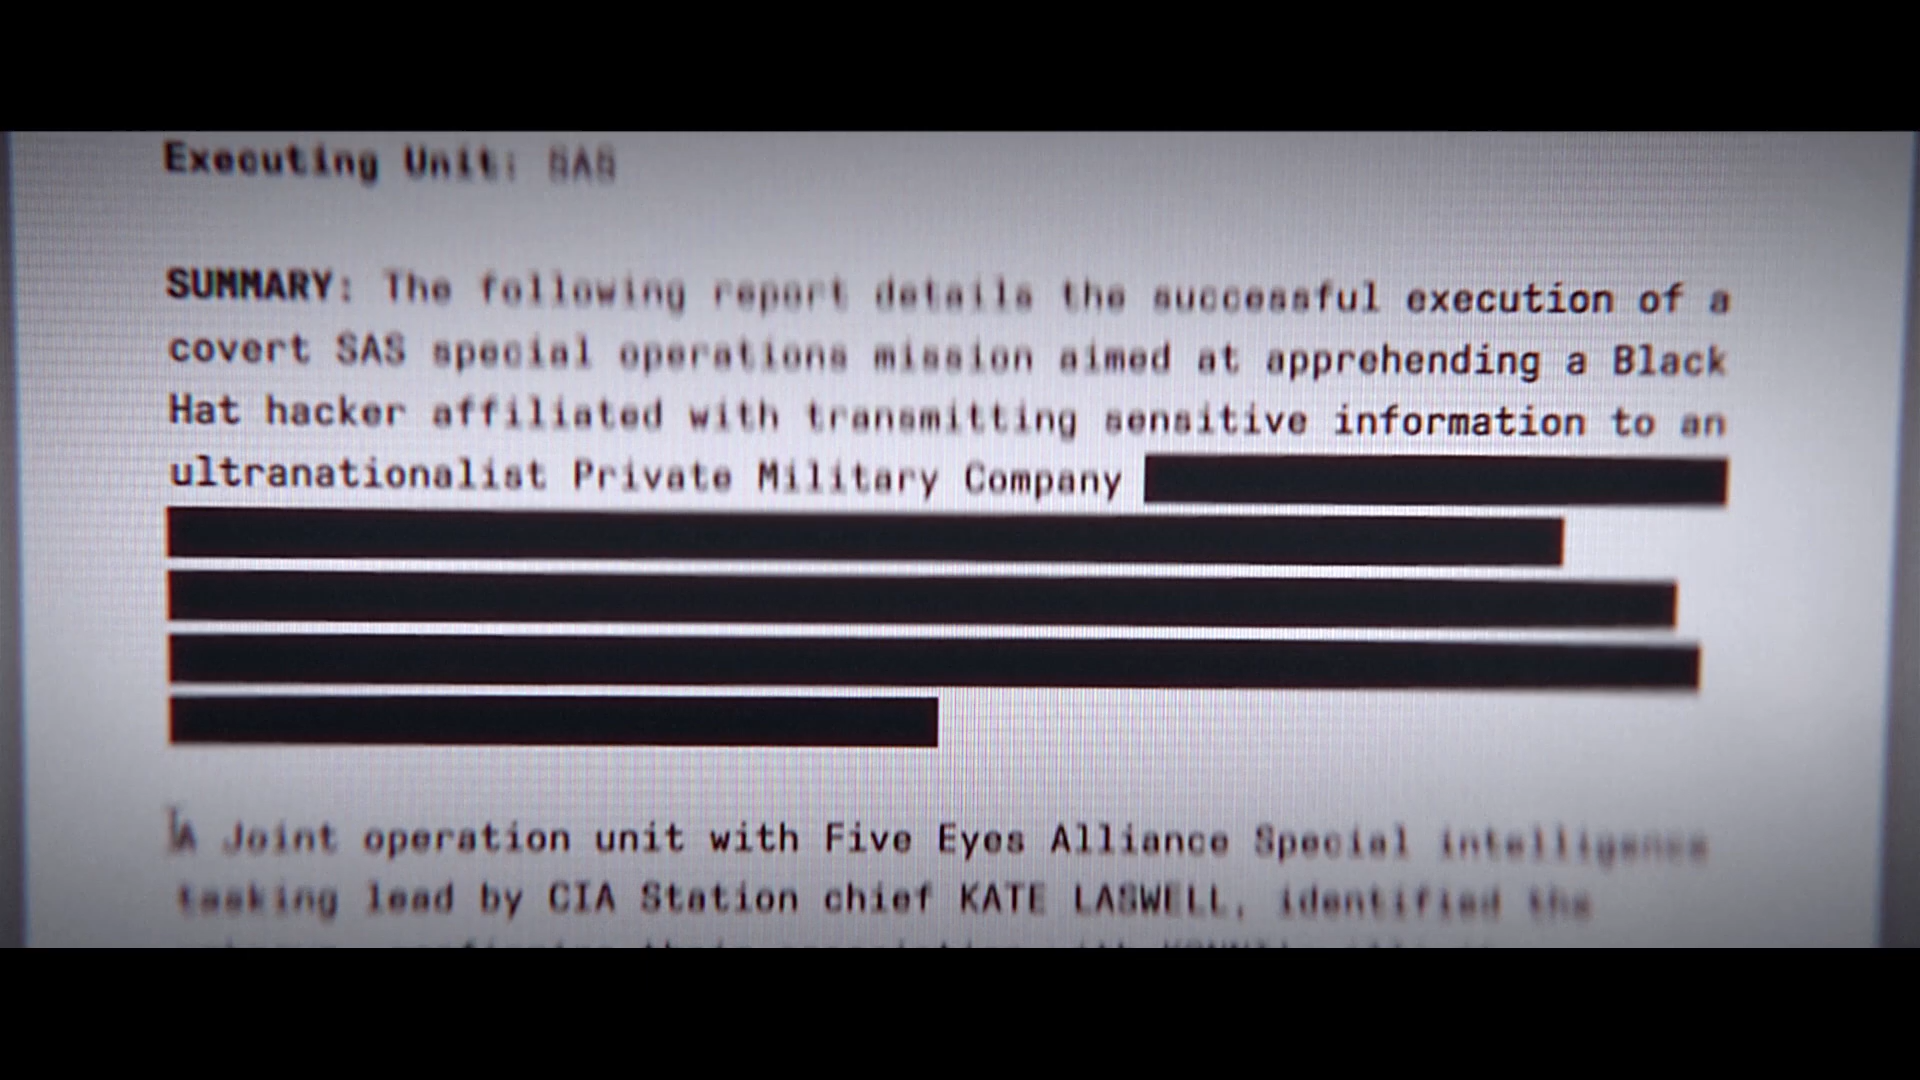 Executing Unit: SAS
SUMMARY: The following report details the successful execution of a
covert SAS special operations mission aimed at apprehending a Black
Hat hacker affiliated with transmitting sensitive information to an
ultranationalist Private Military Company
A Joint operation unit with Five Eyes Alliance Special intelligence
tasking lead by CIA Station chief KATE LASWELL, identified the